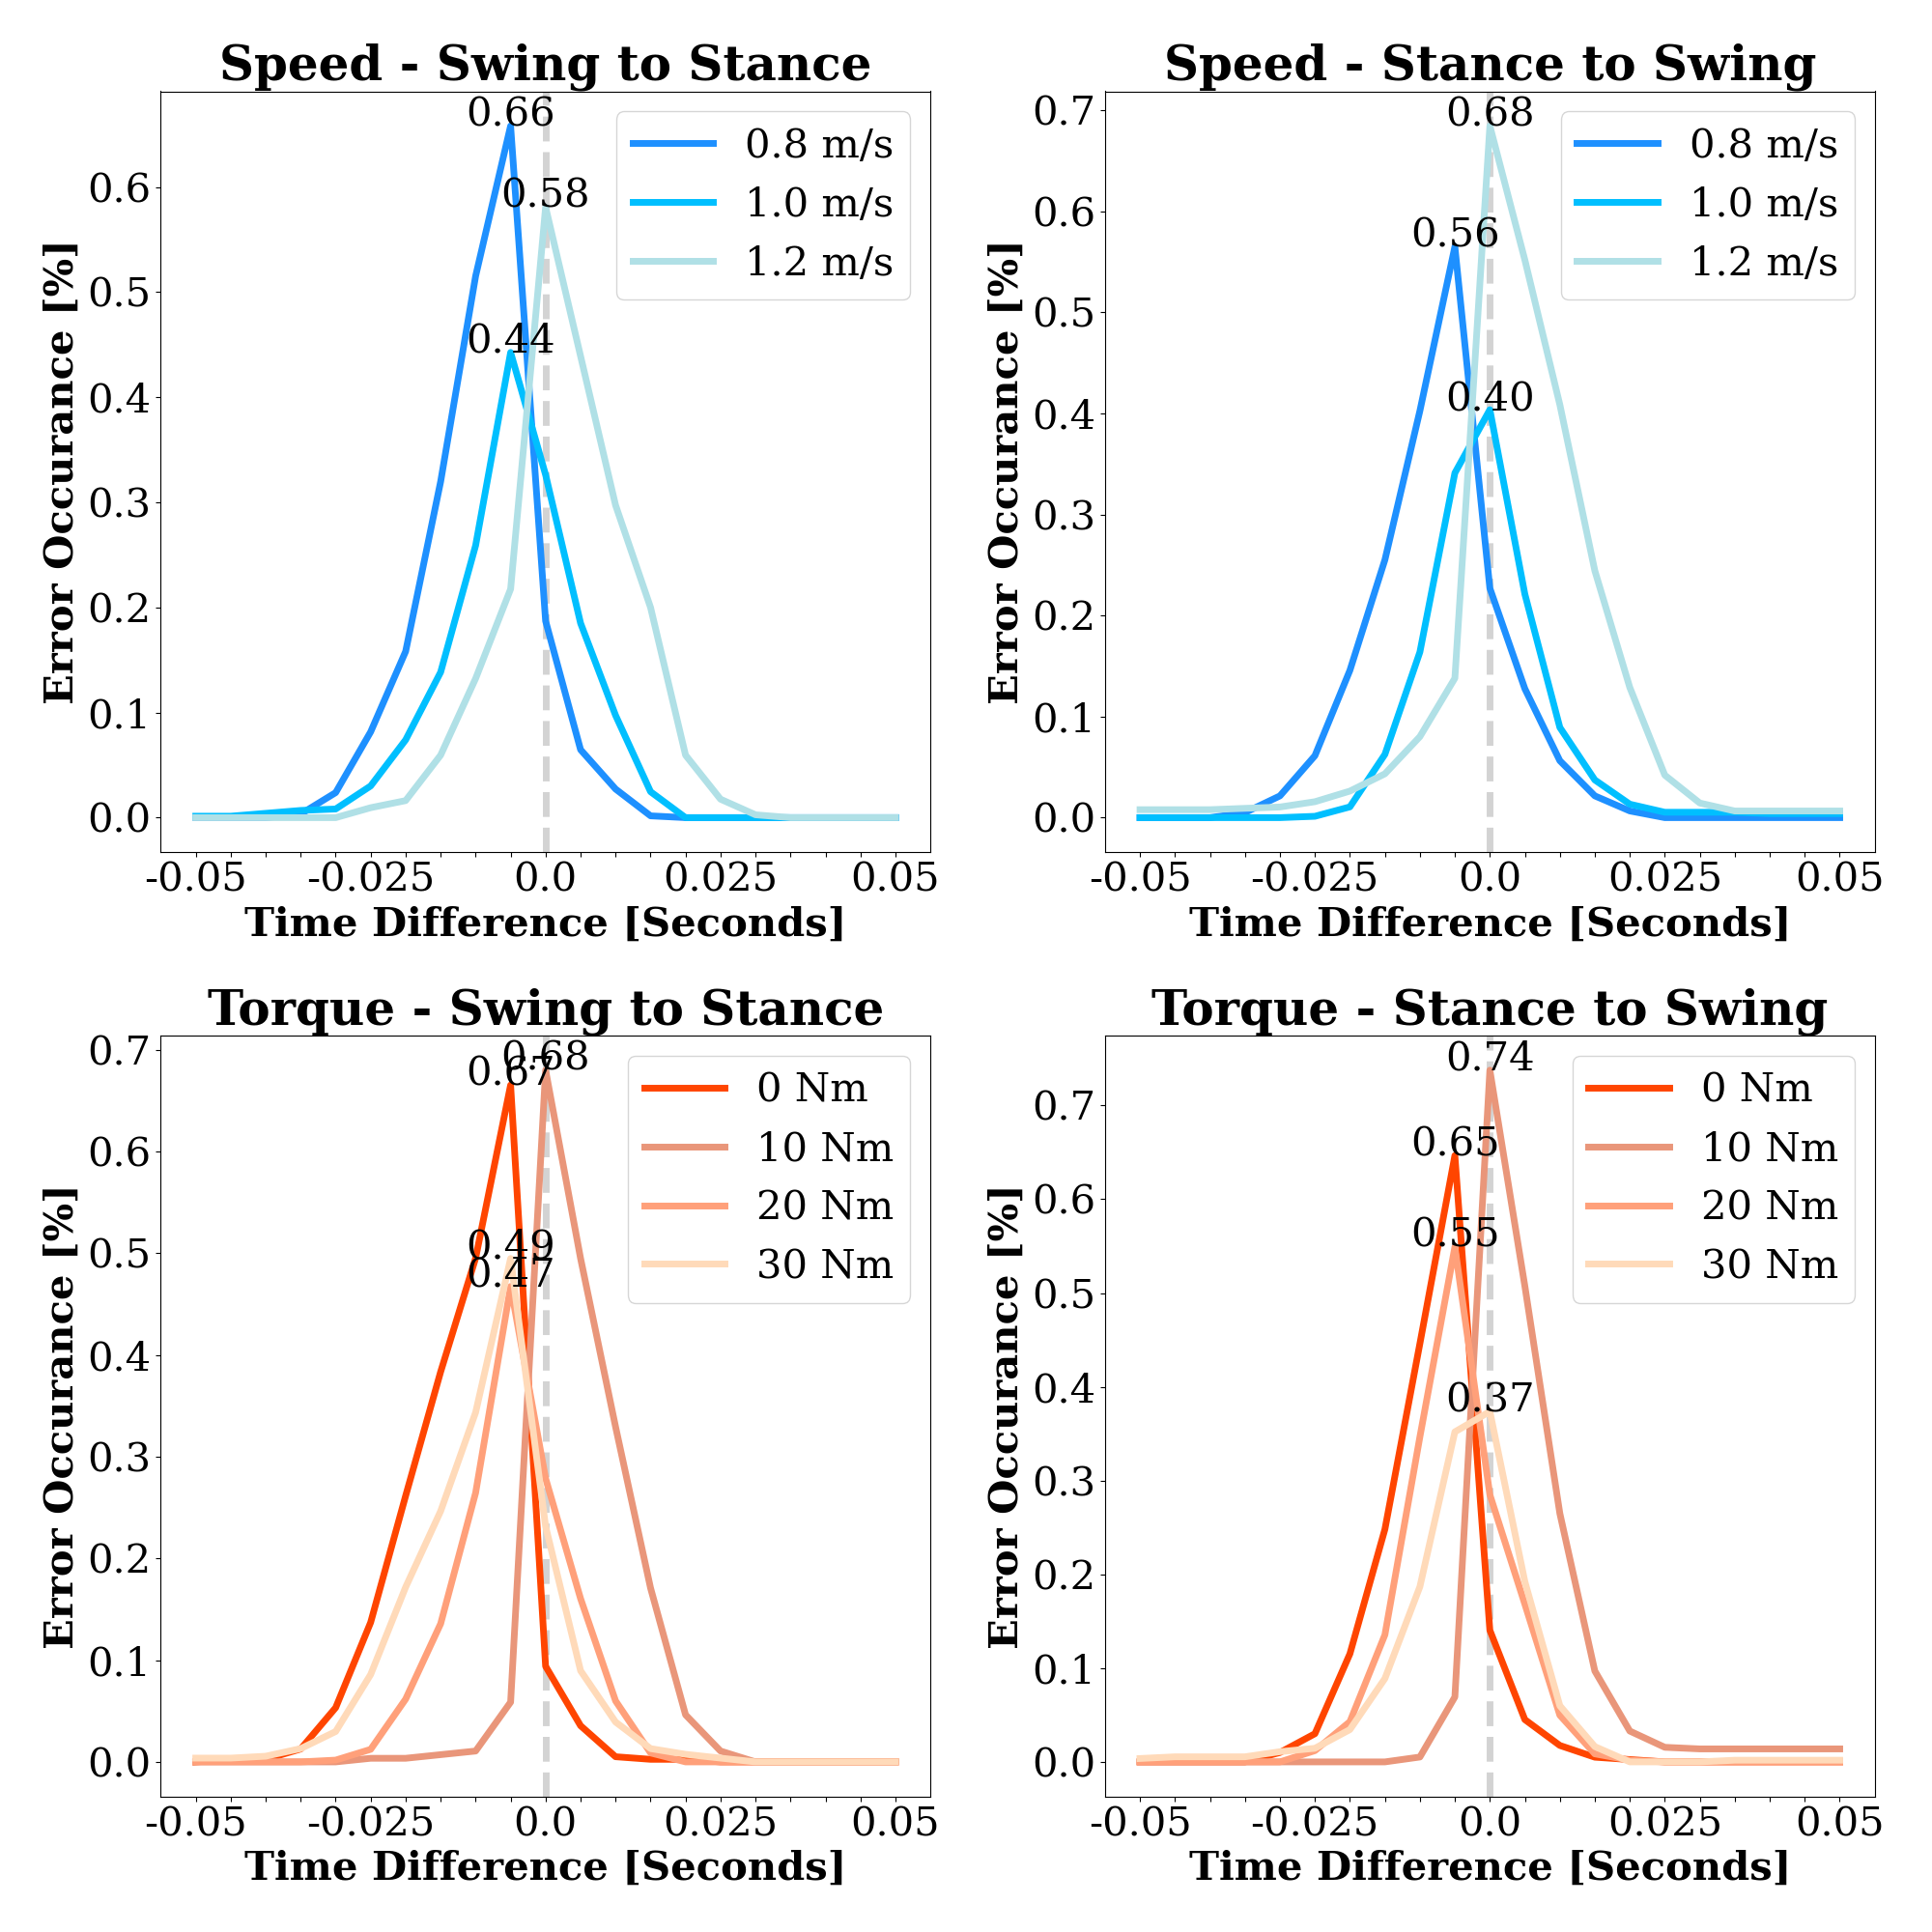 Speed - Swing to Stance
Error Occurance [%]
0.6
0.5
0.4
0.3
0.2
0.1
0.0
0.66
0.58
0.44
0.8 m/s
1.0 m/s
1.2 m/s
-0.05 -0.025 0.0 0.025 0.05
Time Difference [Seconds]
Speed - Stance to Swing
Error Occurance [%]
0.7
0.6
0.5
0.4
0.3
0.2
0.1
0.0
0.68
0.56
0.40
0.8 m/s
1.0 m/s
1.2 m/s
-0.05 -0.025 0.0 0.025 0.05
Time Difference [Seconds]
Torque - Swing to Stance
Error Occurance [%]
0.7
0.6
0.5
0.4
0.3
0.2
0.1
0.0
0.68
0.67
0.49
0.47
0 Nm
10 Nm
20 Nm
30 Nm
-0.05 -0.025 0.0 0.025 0.05
Time Difference [Seconds]
Torque - Stance to Swing
Error Occurance [%]
0.7
0.6
0.5
0.4
0.3
0.2
0.1
0.0
0.74
0.65
0.55
0.37
0 Nm
10 Nm
20 Nm
30 Nm
-0.05 -0.025 0.0 0.025 0.05
Time Difference [Seconds]